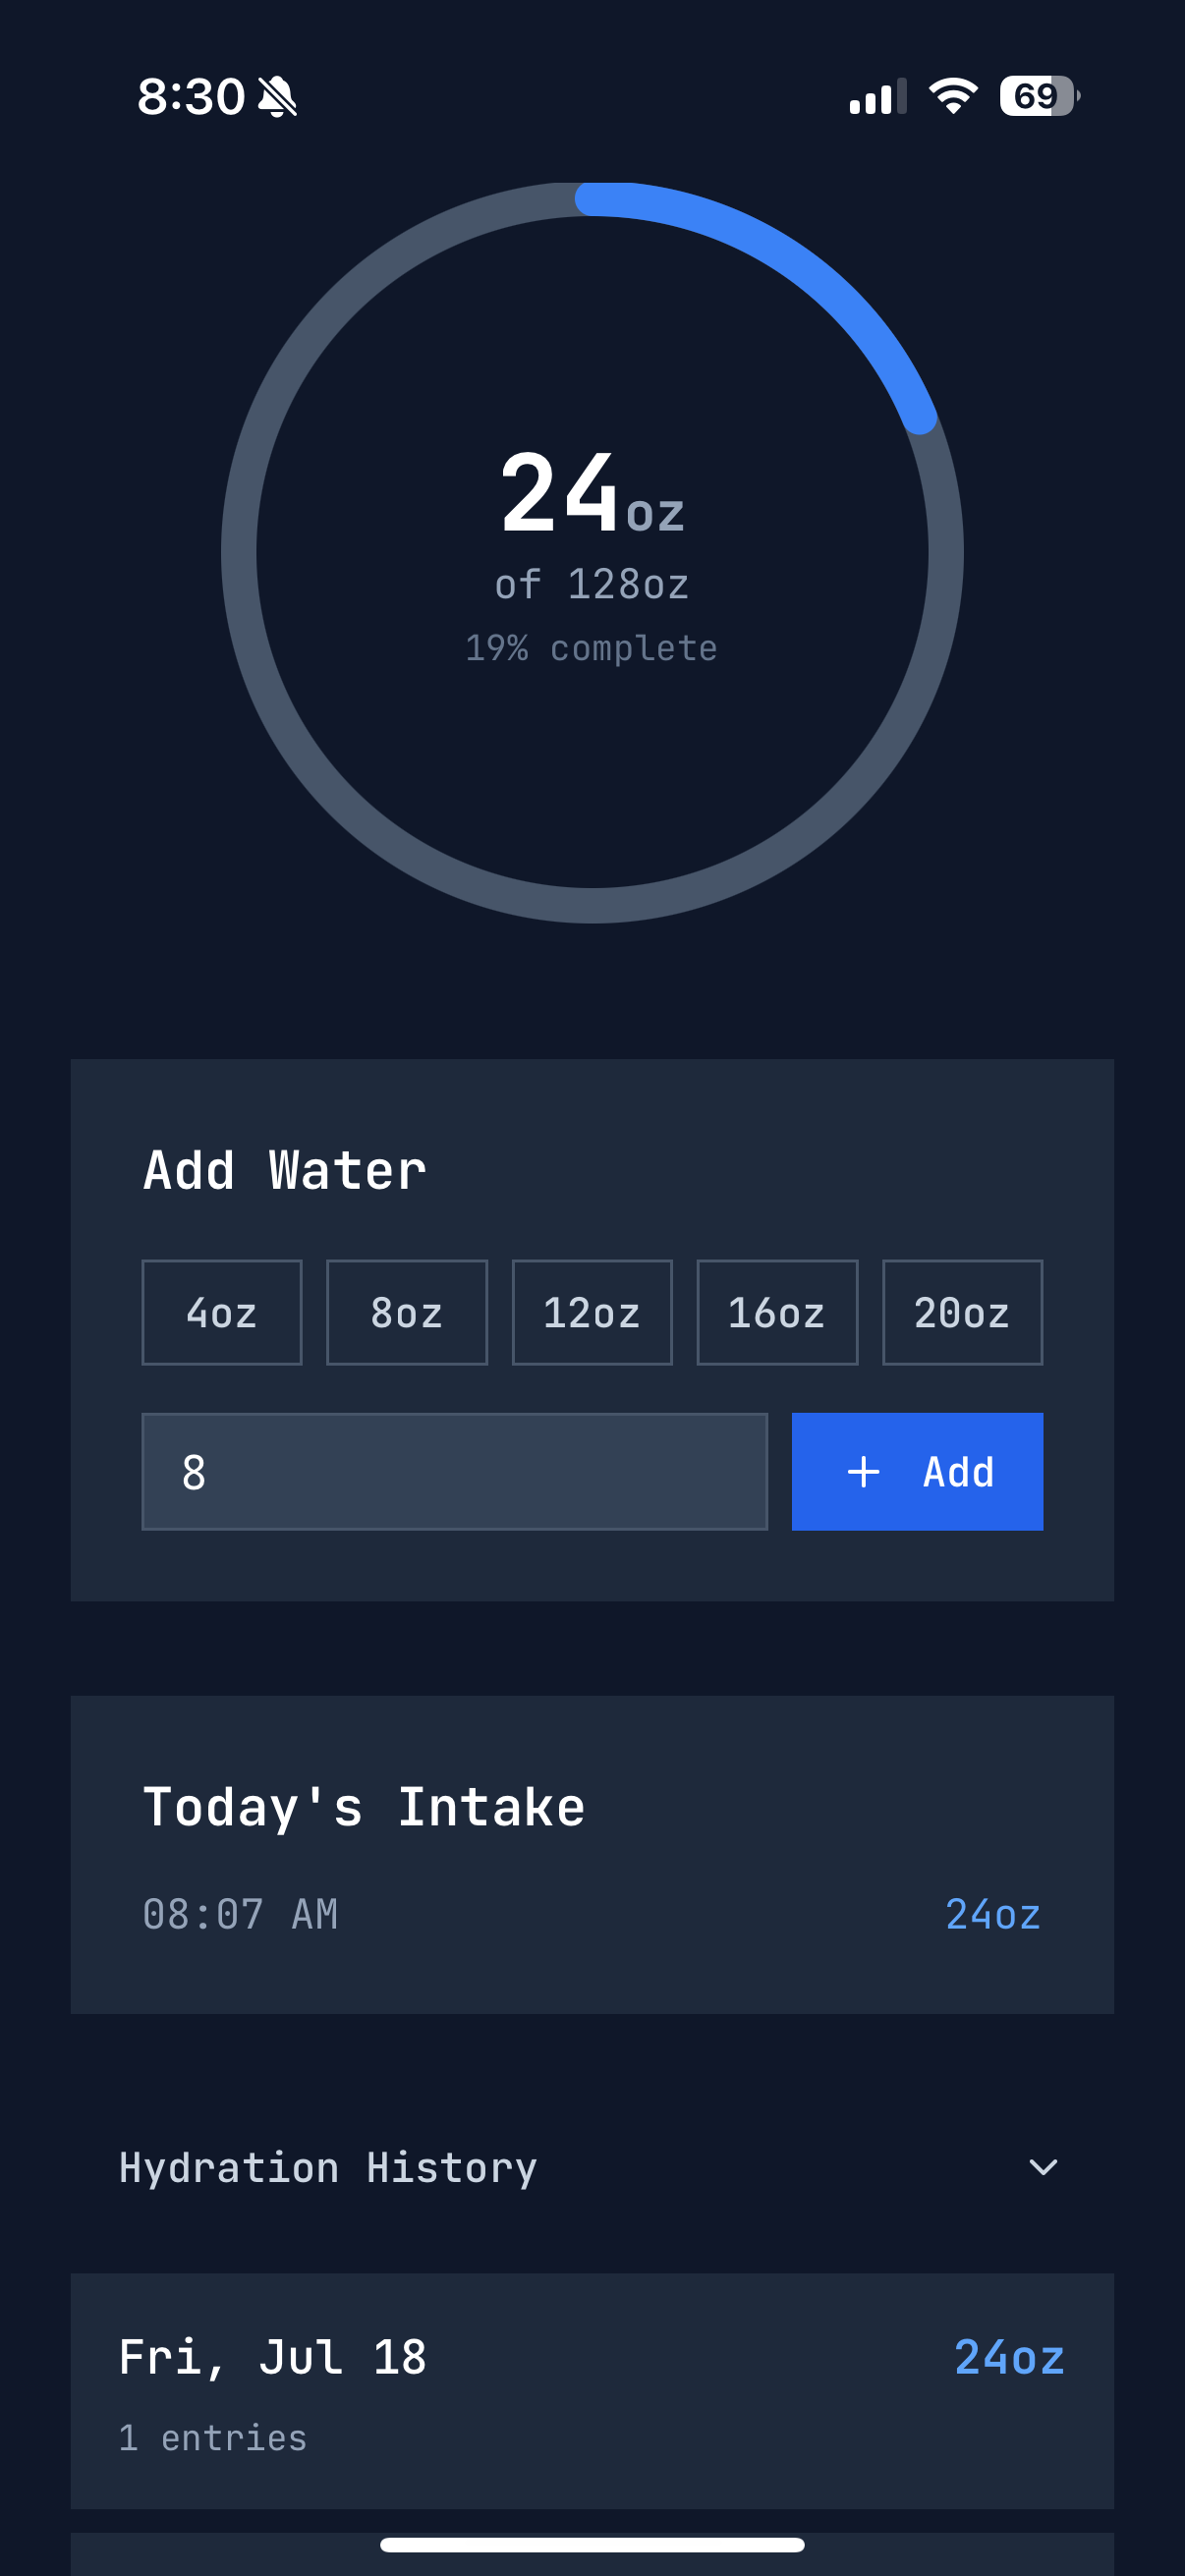 8:30
69
24oz
of 128oz
19% complete
Add Water
4oz 8oz 12oz 16oz 20oz
8 + Add
Today's Intake
08:07 AM 24oz
Hydration History
Fri, Jul 18 24oz
1 entries